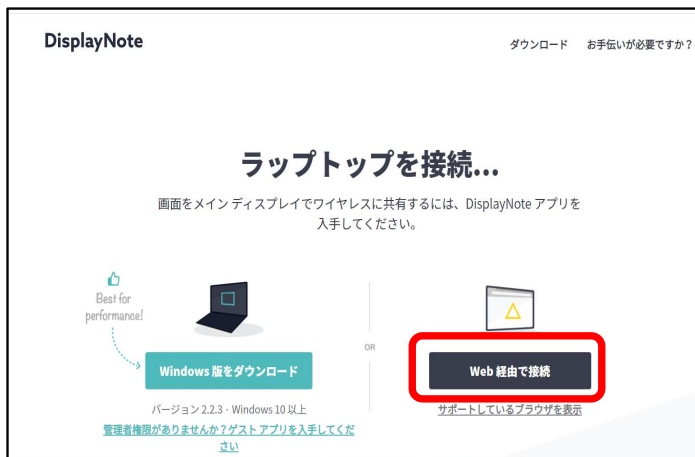 DisplayNote
ダウンロード お手伝いが必要ですか？
ラップトップを接続...
画面をメイン ディスプレイでワイヤレスに共有するには、DisplayNote アプリを
入手してください。
Best for
performance!
OR
Windows 版をダウンロード
Web 経由で接続
バージョン 2.2.3 · Windows 10 以上
サポートしているブラウザを表示
管理者権限がありませんか？ゲスト アプリを入手してくだ
さい